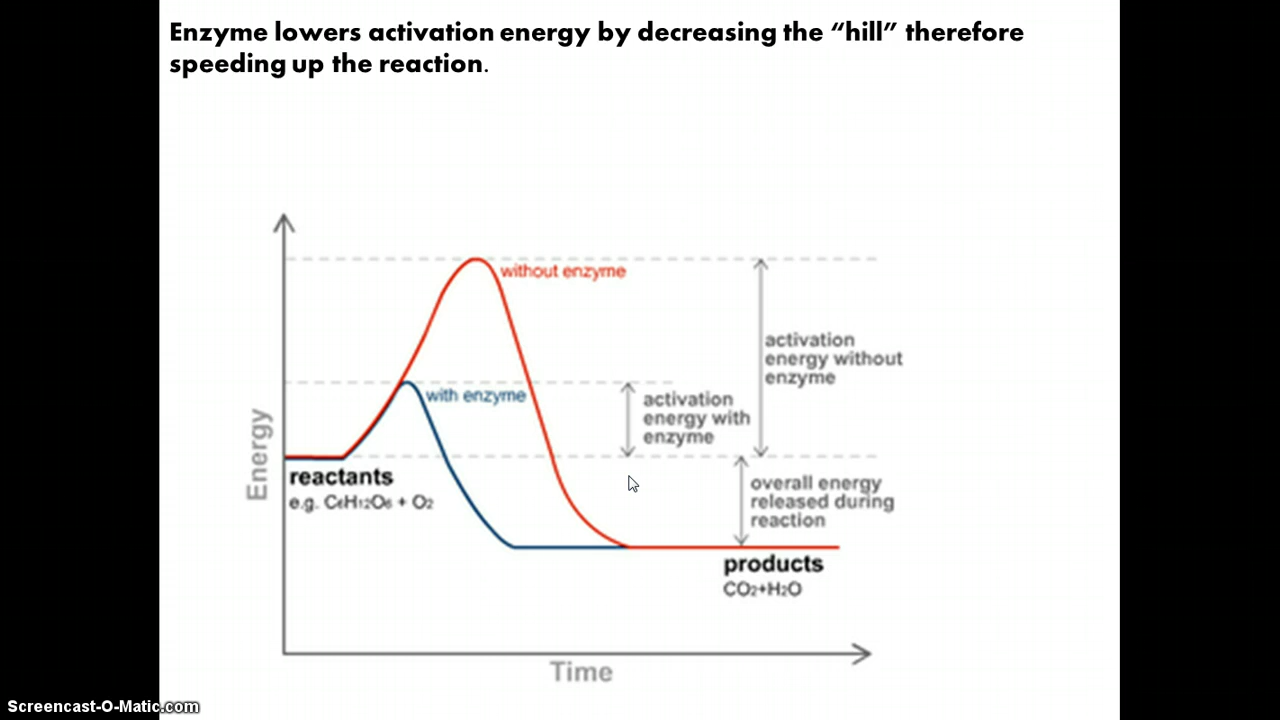 Enzyme lowers activation energy by decreasing the “hill” therefore
speeding up the reaction.
without enzyme
activation
energy without
enzyme
with enzyme
activation
energy with
enzyme
Energy
reactants
e.g. C6H12O6 + O2
overall energy
released during
reaction
products
CO2+H2O
Time
Screencast-O-Matic.com